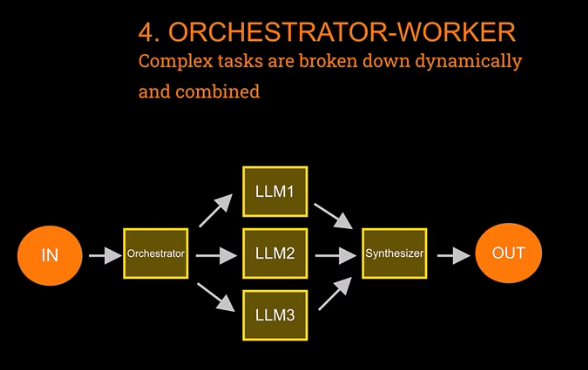 4. ORCHESTRATOR-WORKER
Complex tasks are broken down dynamically
and combined
LLM1
IN
Orchestrator
LLM2
Synthesizer
OUT
LLM3